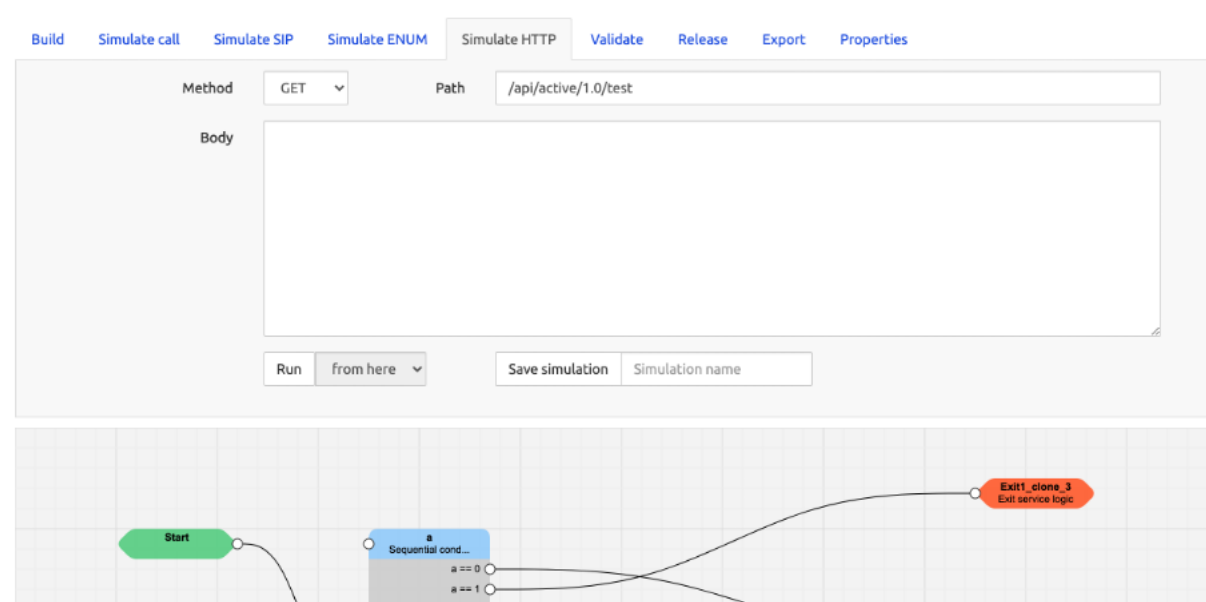 Build Simulate call Simulate SIP Simulate ENUM Simulate HTTP Validate Release Export Properties
Method GET Path /api/active/1.0/test
Body
Run from here Save simulation Simulation name
Exit1_clone_3
Exit service logic
Start
a
Sequential cond...
a == 0
a == 1